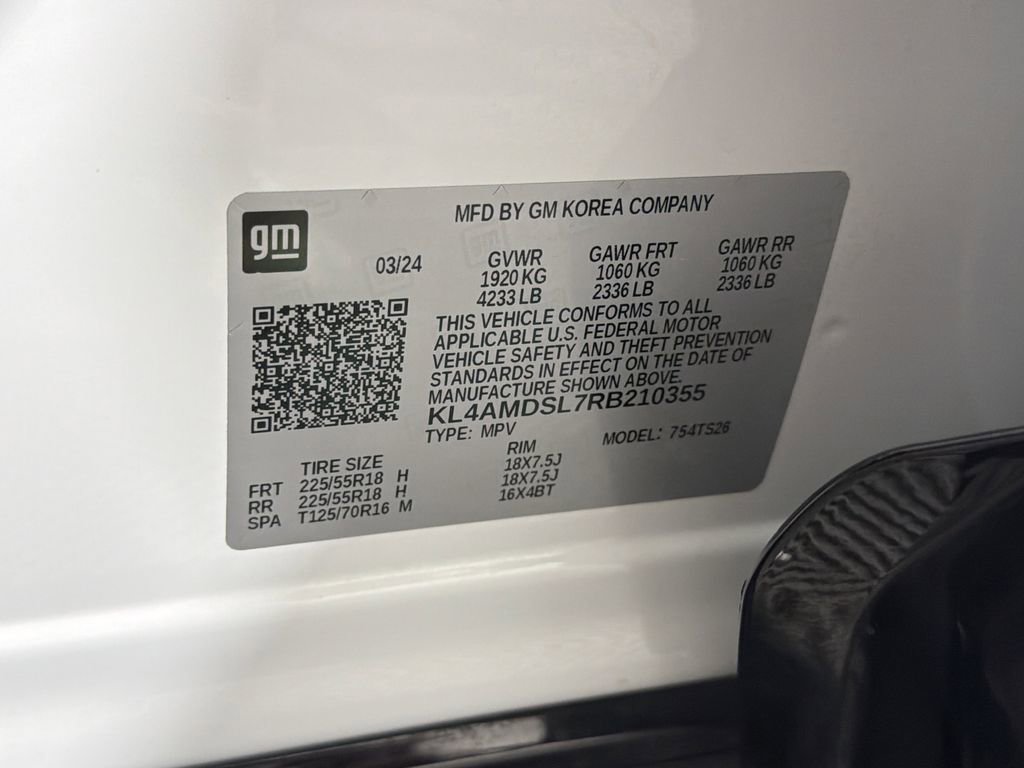 gm
MFD BY GM KOREA COMPANY
03/24
GVWR GAWR FRT GAWR RR
1920 KG 1060 KG 1060 KG
4233 LB 2336 LB 2336 LB
THIS VEHICLE CONFORMS TO ALL
APPLICABLE U.S. FEDERAL MOTOR
VEHICLE SAFETY AND THEFT PREVENTION
STANDARDS IN EFFECT ON THE DATE OF
MANUFACTURE SHOWN ABOVE.
KL4AMDSL7RB210355
TYPE: MPV MODEL: 754TS26
TIRE SIZE RIM
FRT 225/55R18 H 18X7.5J
RR 225/55R18 H 18X7.5J
SPA T125/70R16 M 16X4BT